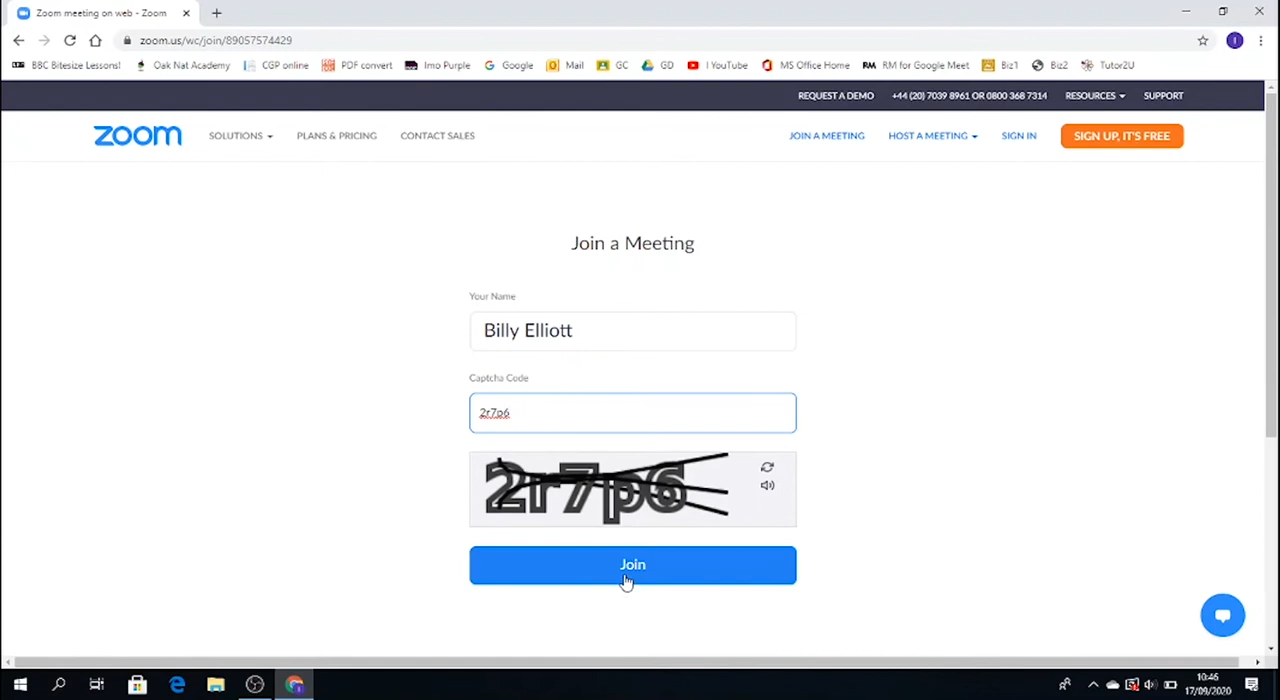 Zoom meeting on web - Zoom
zoom.us/wc/join/89057574429
BBC Bitesize Lessons! Oak Nat Academy CGP online PDF convert Imo Purple Google Mail GC GD I YouTube MS Office Home RM RM for Google Meet Biz1 Biz2 Tutor2U
REQUEST A DEMO +44 (20) 7039 8961 OR 0800 368 7314 RESOURCES SUPPORT
zoom SOLUTIONS PLANS & PRICING CONTACT SALES JOIN A MEETING HOST A MEETING SIGN IN SIGN UP, IT'S FREE
Join a Meeting
Your Name
Billy Elliott
Captcha Code
2r7p6
2r7p6
Join
10:46
17/09/2020